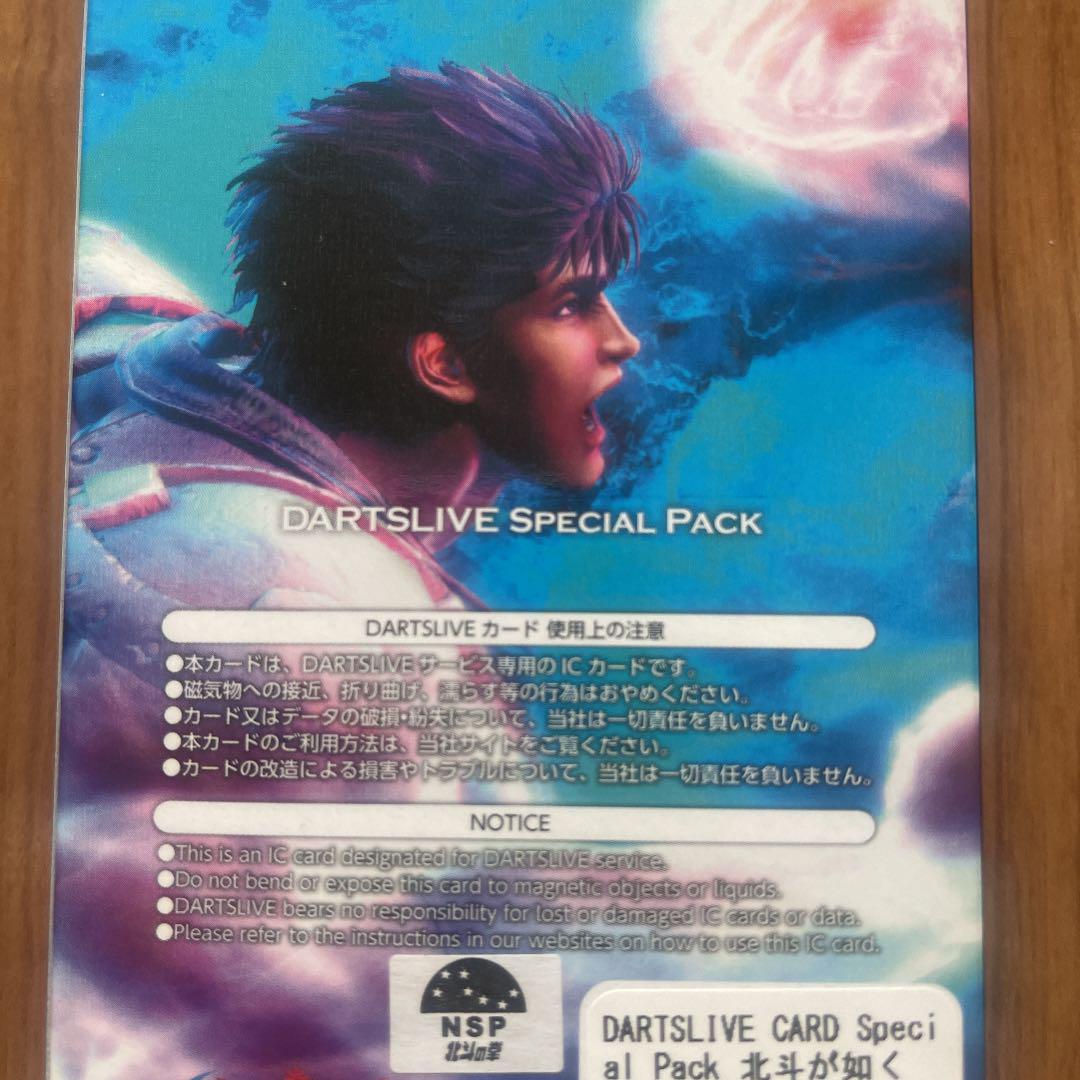 DARTSLIVE SPECIAL PACK
DARTSLIVE カード 使用上の注意
●本カードは、DARTSLIVE サービス専用の IC カードです。
●磁気物への接近、折り曲げ、濡らす等の行為はおやめください。
●カード又はデータの破損・紛失について、当社は一切責任を負いません。
●本カードのご利用方法は、当社サイトをご覧ください。
●カードの改造による損害やトラブルについて、当社は一切責任を負いません。
NOTICE
●This is an IC card designated for DARTSLIVE service.
●Do not bend or expose this card to magnetic objects or liquids.
●DARTSLIVE bears no responsibility for lost or damaged IC cards or data.
●Please refer to the instructions in our websites on how to use this IC card.
NSP
北斗の拳
DARTSLIVE CARD Speci
al Pack 北斗が如く